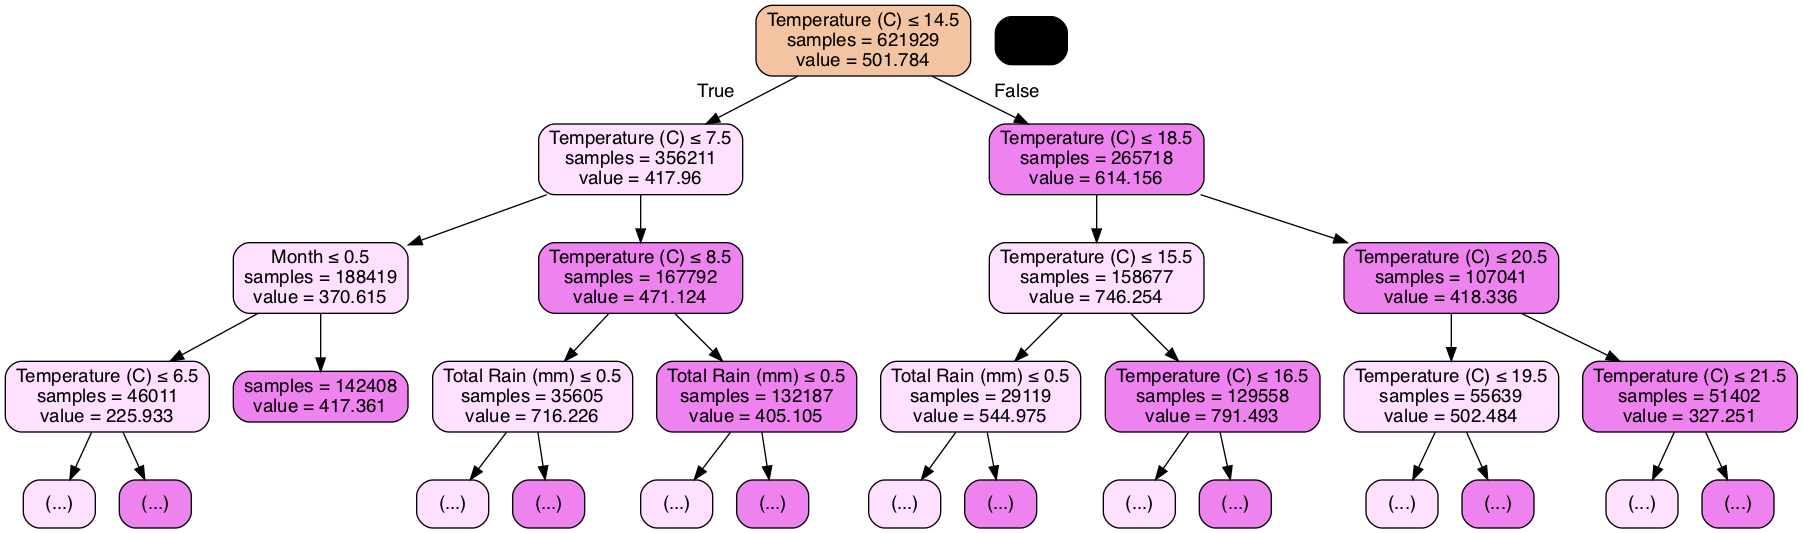 Temperature (C) ≤ 14.5
samples = 621929
value = 501.784
True
False
Temperature (C) ≤ 7.5
samples = 356211
value = 417.96
Temperature (C) ≤ 18.5
samples = 265718
value = 614.156
Month ≤ 0.5
samples = 188419
value = 370.615
Temperature (C) ≤ 8.5
samples = 167792
value = 471.124
Temperature (C) ≤ 15.5
samples = 158677
value = 746.254
Temperature (C) ≤ 20.5
samples = 107041
value = 418.336
Temperature (C) ≤ 6.5
samples = 46011
value = 225.933
samples = 142408
value = 417.361
Total Rain (mm) ≤ 0.5
samples = 35605
value = 716.226
Total Rain (mm) ≤ 0.5
samples = 132187
value = 405.105
Total Rain (mm) ≤ 0.5
samples = 29119
value = 544.975
Temperature (C) ≤ 16.5
samples = 129558
value = 791.493
Temperature (C) ≤ 19.5
samples = 55639
value = 502.484
Temperature (C) ≤ 21.5
samples = 51402
value = 327.251
(...)
(...)
(...)
(...)
(...)
(...)
(...)
(...)
(...)
(...)
(...)
(...)
(...)
(...)